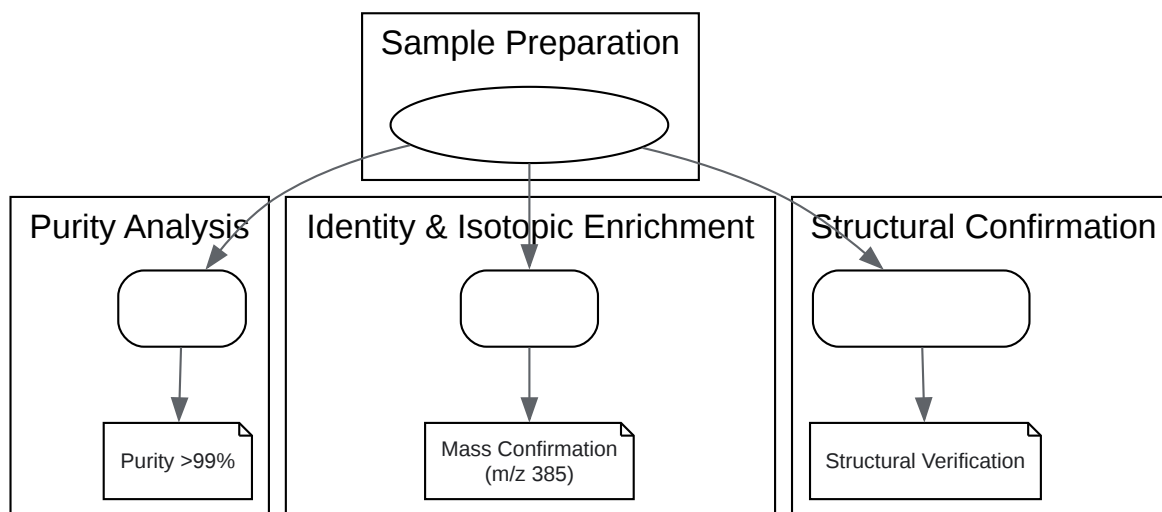 Sample Preparation
Purity Analysis
Identity & Isotopic Enrichment
Structural Confirmation
Purity >99%
Mass Confirmation
(m/z 385)
Structural Verification